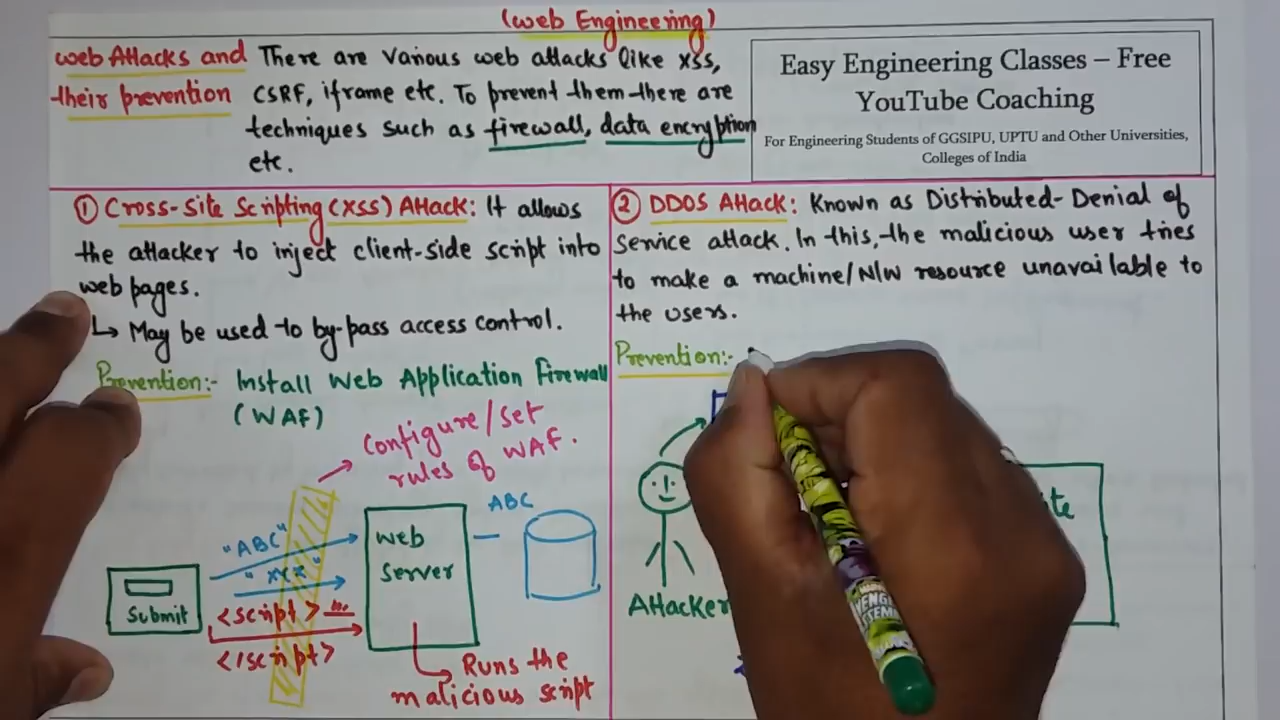 (Web Engineering)
Web Attacks and
their prevention
There are various web attacks like XSS,
CSRF, iframe etc. To prevent them there are
techniques such as firewall, data encryption
etc.
Easy Engineering Classes – Free
YouTube Coaching
For Engineering Students of GGSIPU, UPTU and Other Universities,
Colleges of India
① Cross-Site Scripting (XSS) Attack: It allows
the attacker to inject client-side script into
web pages.
↳ May be used to by-pass access control.
Prevention:- Install Web Application Firewall
(WAF)
Configure/set
rules of WAF.
"ABC"
"XXX"
<script> ...
</script>
Submit
Web
Server
ABC
Runs the
malicious script
② DDOS Attack: Known as Distributed-Denial of
Service attack. In this, the malicious user tries
to make a machine/N/W resource unavailable to
the users.
Prevention:-
Attacker